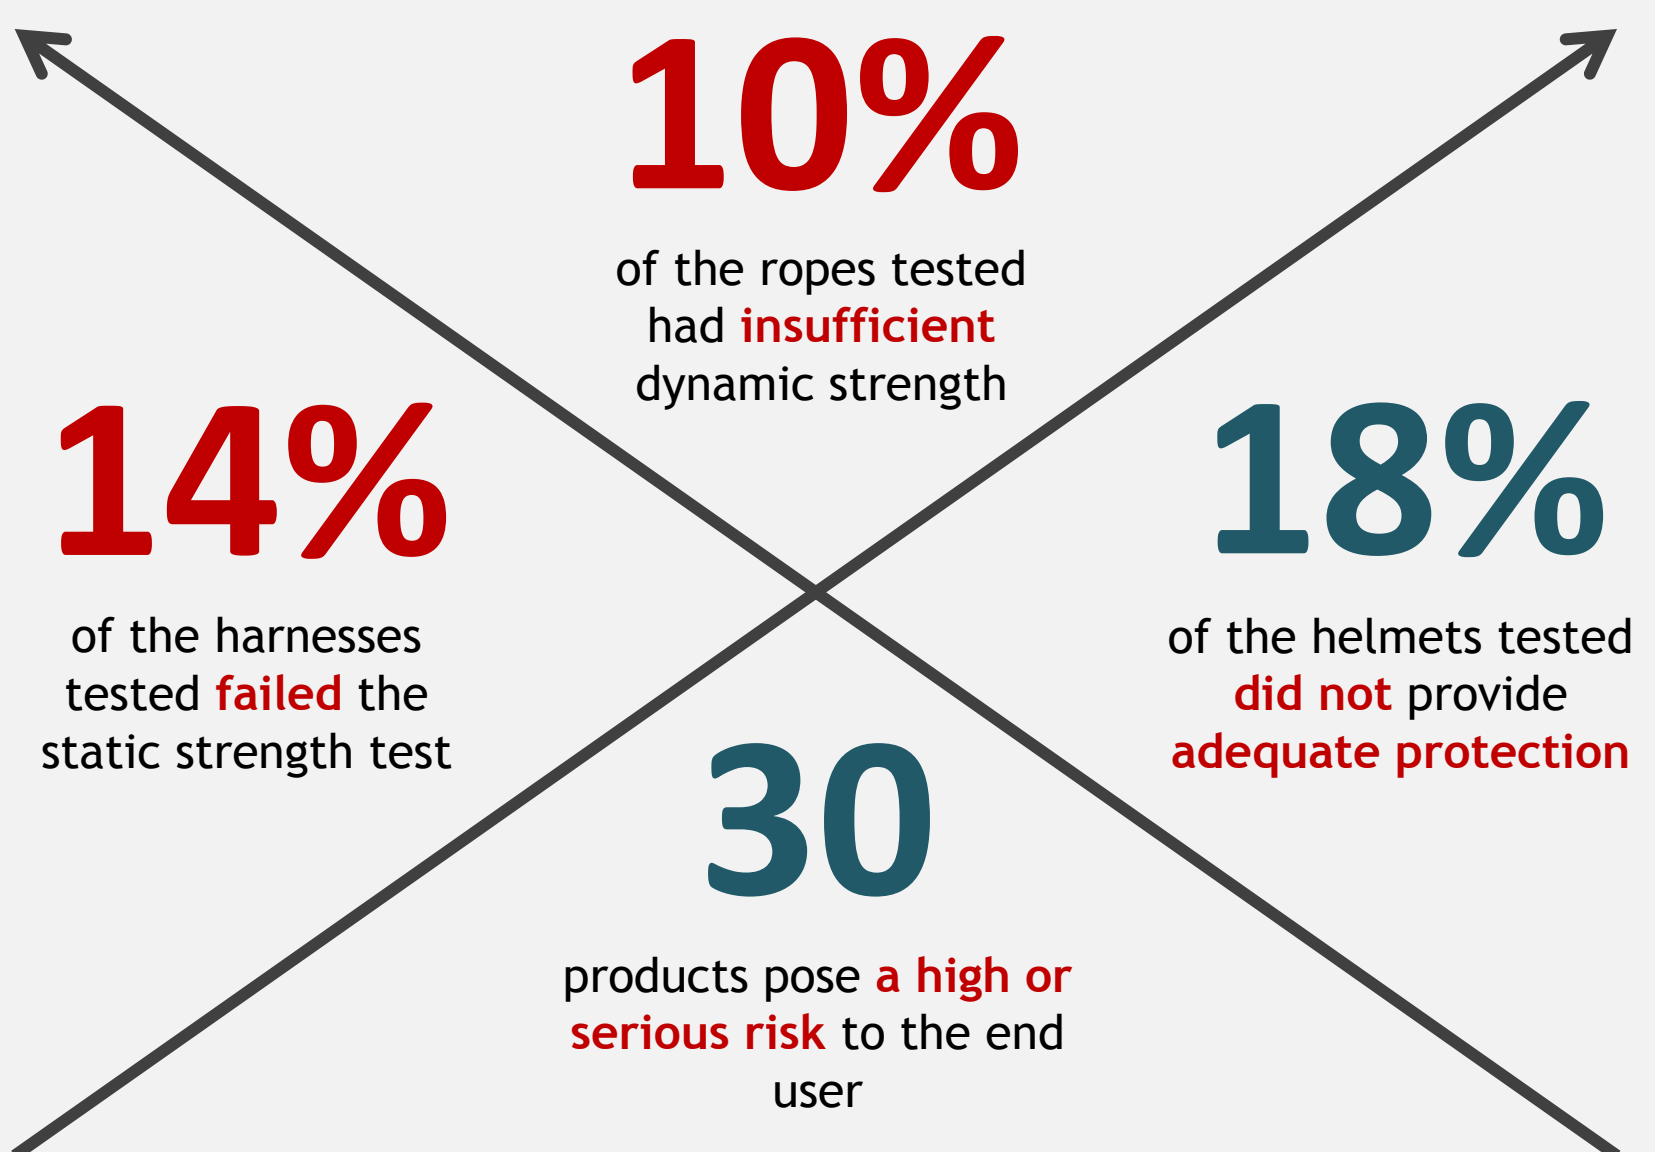 10%
of the ropes tested
had insufficient
dynamic strength
14%
of the harnesses
tested failed the
static strength test
18%
of the helmets tested
did not provide
adequate protection
30
products pose a high or
serious risk to the end
user